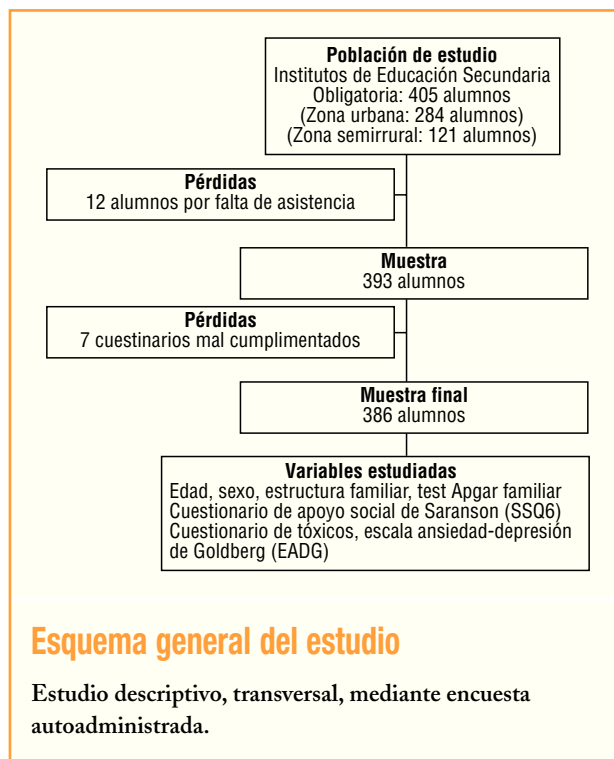 Población de estudio
Institutos de Educación Secundaria
Obligatoria: 405 alumnos
(Zona urbana: 284 alumnos)
(Zona semirrural: 121 alumnos)
Pérdidas
12 alumnos por falta de asistencia
Muestra
393 alumnos
Pérdidas
7 cuestinarios mal cumplimentados
Muestra final
386 alumnos
Variables estudiadas
Edad, sexo, estructura familiar, test Apgar familiar
Cuestionario de apoyo social de Saranson (SSQ6)
Cuestionario de tóxicos, escala ansiedad-depresión
de Goldberg (EADG)
Esquema general del estudio
Estudio descriptivo, transversal, mediante encuesta
autoadministrada.